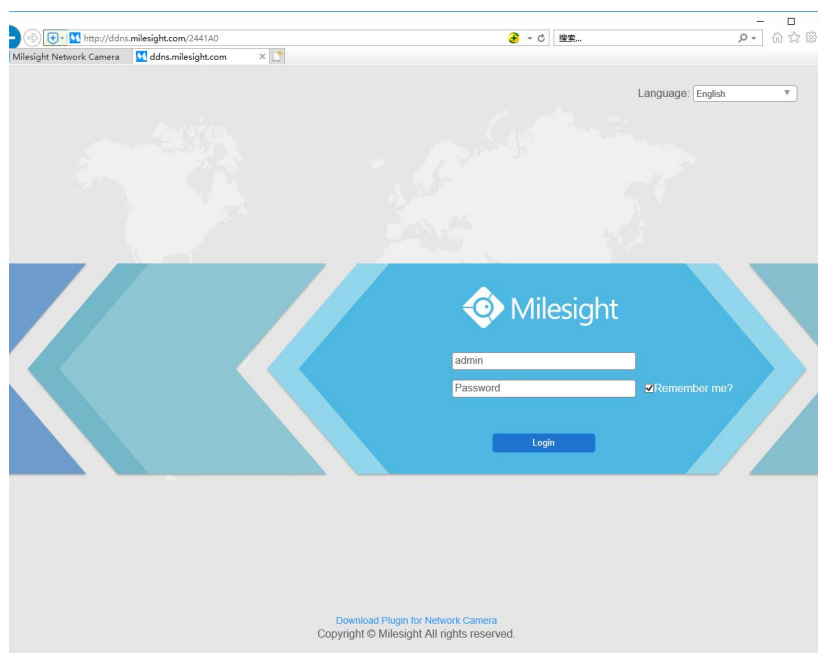 http://ddns.milesight.com/2441A0
搜索...
Milesight Network Camera
ddns.milesight.com
Language: English
Milesight
admin
Password
Remember me?
Login
Download Plugin for Network Camera
Copyright © Milesight All rights reserved.